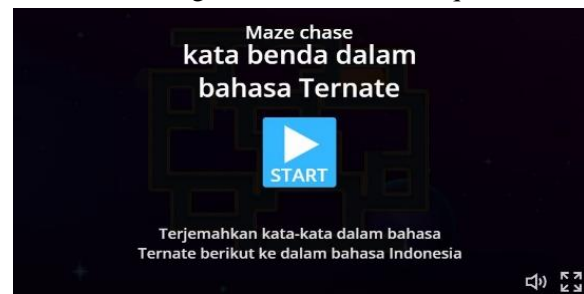 Maze chase
kata benda dalam
bahasa Ternate
START
Terjemahkan kata-kata dalam bahasa
Ternate berikut ke dalam bahasa Indonesia